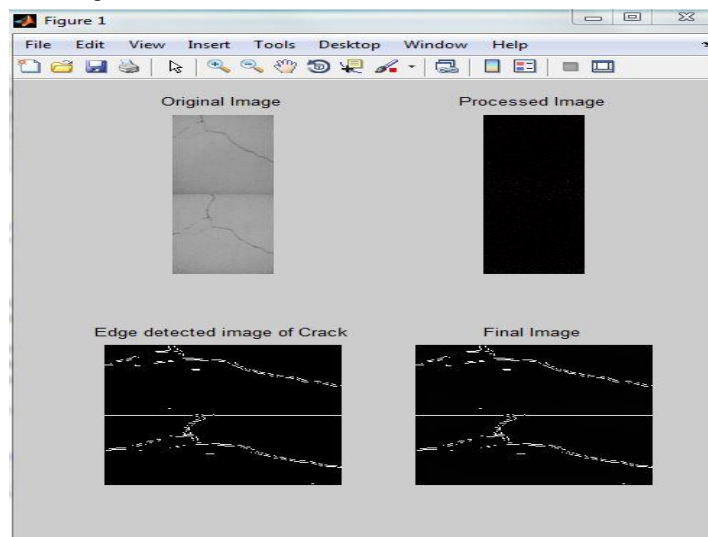 Figure 1
File Edit View Insert Tools Desktop Window Help
Original Image Processed Image
Edge detected image of Crack Final Image